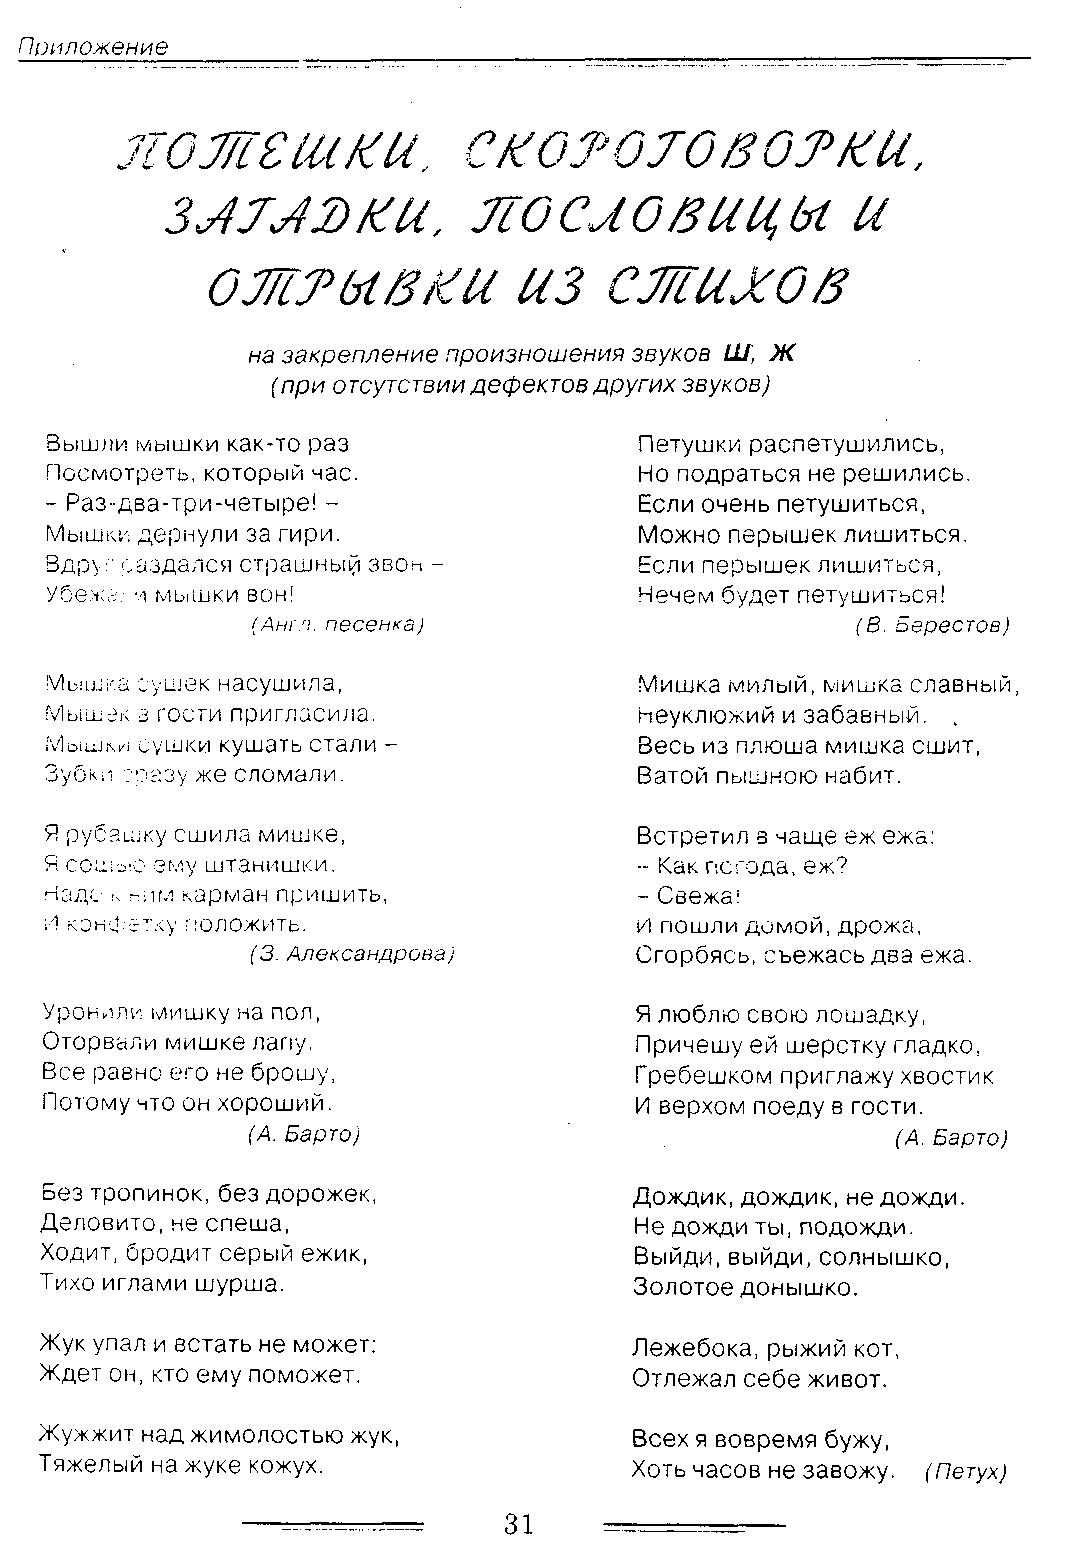 Приложение
ПОТЕШКИ, СКОРОГОВОРКИ,
ЗАГАДКИ, ПОСЛОВИЦЫ И
ОТРЫВКИ ИЗ СТИХОВ
на закрепление произношения звуков Ш, Ж
(при отсутствии дефектов других звуков)
Вышли мышки как-то раз
Посмотреть, который час.
– Раз-два-три-четыре! –
Мышки дернули за гири.
Вдруг раздался страшный звон –
Убежали мышки вон!
(Англ. песенка)
Мышка сушек насушила,
Мышек в гости пригласила.
Мышки сушки кушать стали –
Зубки сразу же сломали.
Я рубашку сшила мишке,
Я сошью ему штанишки.
Надо к ним карман пришить,
И конфетку положить.
(З. Александрова)
Уронили мишку на пол,
Оторвали мишке лапу.
Все равно его не брошу,
Потому что он хороший.
(А. Барто)
Без тропинок, без дорожек,
Деловито, не спеша,
Ходит, бродит серый ежик,
Тихо иглами шурша.
Жук упал и встать не может:
Ждет он, кто ему поможет.
Жужжит над жимолостью жук,
Тяжелый на жуке кожух.
Петушки распетушились,
Но подраться не решились.
Если очень петушиться,
Можно перышек лишиться.
Если перышек лишиться,
Нечем будет петушиться!
(В. Берестов)
Мишка милый, мишка славный,
Неуклюжий и забавный.
Весь из плюша мишка сшит,
Ватой пышною набит.
Встретил в чаще еж ежа:
– Как погода, еж?
– Свежа!
И пошли домой, дрожа,
Сгорбясь, съежась два ежа.
Я люблю свою лошадку,
Причешу ей шерстку гладко,
Гребешком приглажу хвостик
И верхом поеду в гости.
(А. Барто)
Дождик, дождик, не дожди.
Не дожди ты, подожди.
Выйди, выйди, солнышко,
Золотое донышко.
Лежебока, рыжий кот,
Отлежал себе живот.
Всех я вовремя бужу,
Хоть часов не завожу. (Петух)
31